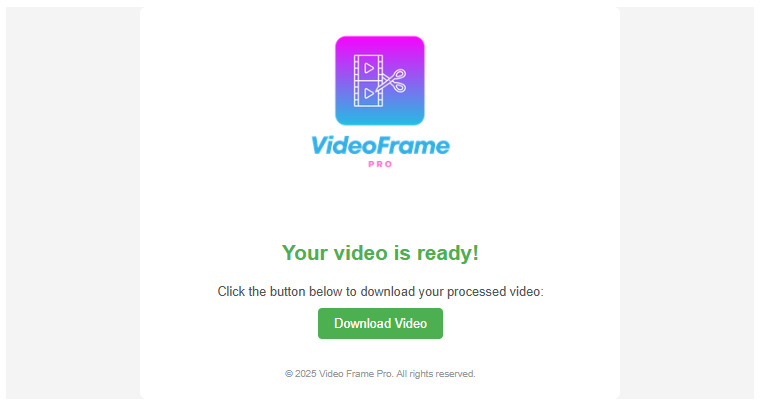 VideoFrame
PRO
Your video is ready!
Click the button below to download your processed video:
Download Video
© 2025 Video Frame Pro. All rights reserved.